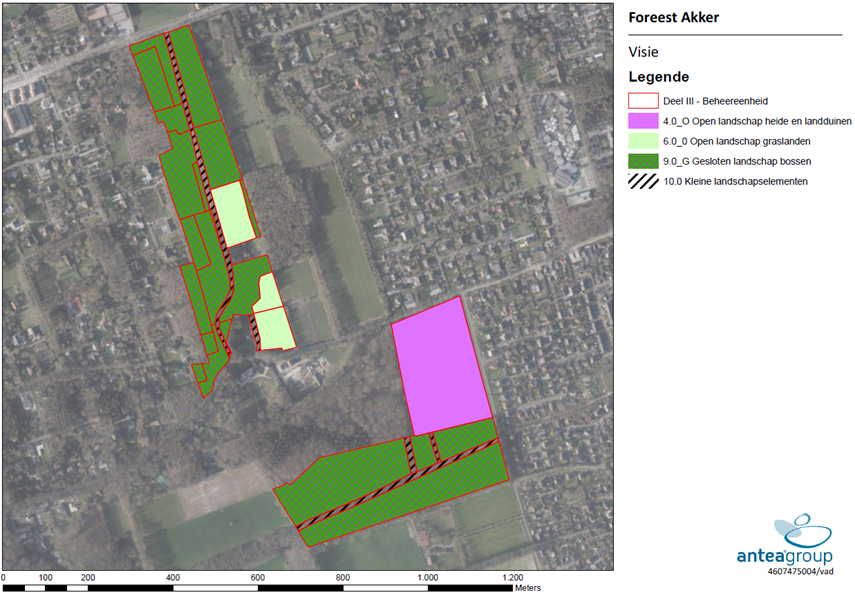 Foreest Akker
Visie
Legende
Deel III - Beheereenheid
4.0_O Open landschap heide en landduinen
6.0_0 Open landschap graslanden
9.0_G Gesloten landschap bossen
10.0 Kleine landschapselementen
anteagroup
4607475004/vad
0 100 200 400 600 800 1.000 1.200
Meters